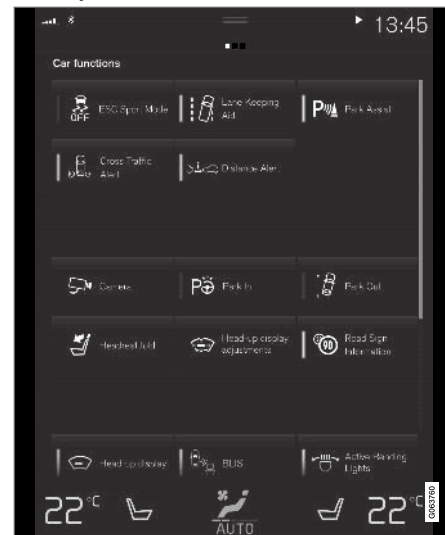 13:45
Car functions
OFF
ESC Sport Mode
Lane Keeping
Aid
P
Park Assist
Cross Traffic
Alert
Distance Alert
Camera
P
Park In
Park Out
Headrest fold
Head-up display
adjustments
90
Road Sign
Information
Head-up display
BLIS
Active Bending
Lights
22°C
AUTO
22°C
G063760